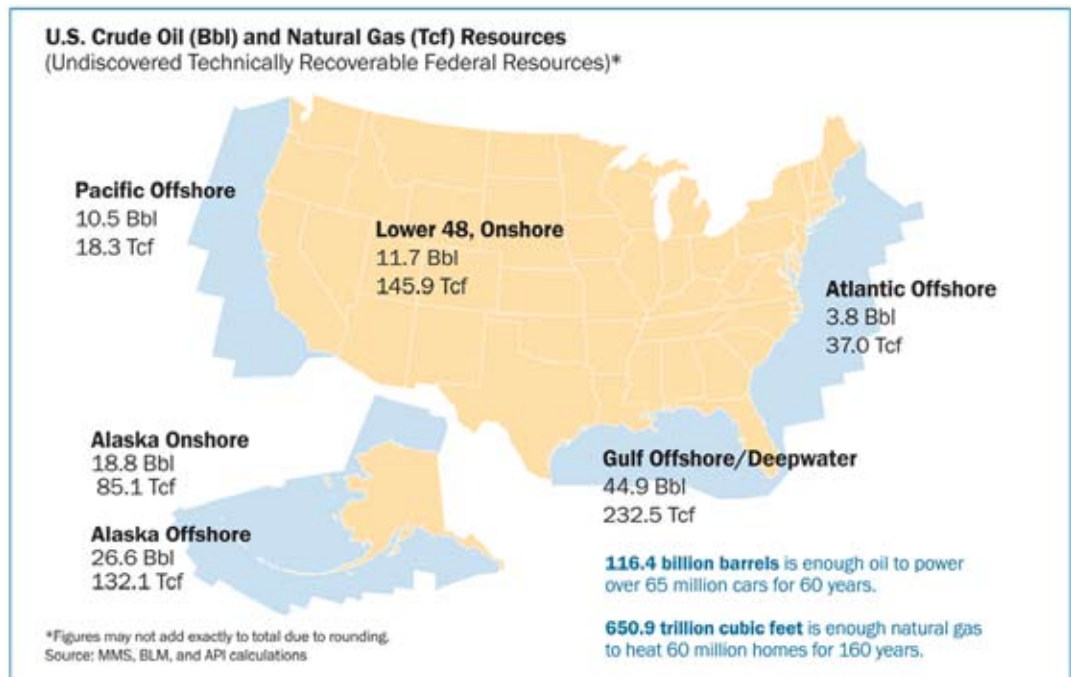 U.S. Crude Oil (Bbl) and Natural Gas (Tcf) Resources
(Undiscovered Technically Recoverable Federal Resources)*
Pacific Offshore
10.5 Bbl
18.3 Tcf
Lower 48, Onshore
11.7 Bbl
145.9 Tcf
Atlantic Offshore
3.8 Bbl
37.0 Tcf
Alaska Onshore
18.8 Bbl
85.1 Tcf
Gulf Offshore/Deepwater
44.9 Bbl
232.5 Tcf
Alaska Offshore
26.6 Bbl
132.1 Tcf
116.4 billion barrels is enough oil to power
over 65 million cars for 60 years.
650.9 trillion cubic feet is enough natural gas
to heat 60 million homes for 160 years.
*Figures may not add exactly to total due to rounding.
Source: MMS, BLM, and API calculations